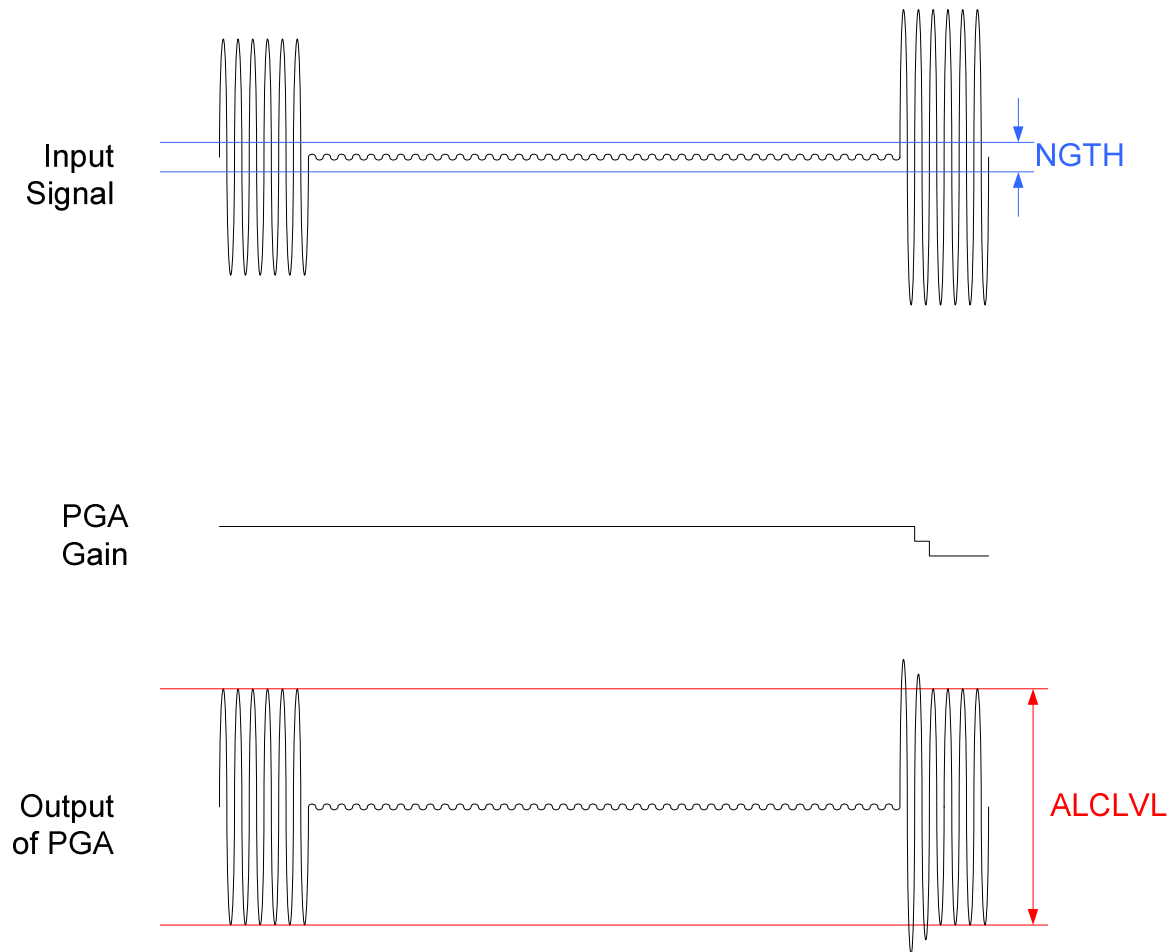 Input
Signal
NGTH
PGA
Gain
Output
of PGA
ALCLVL